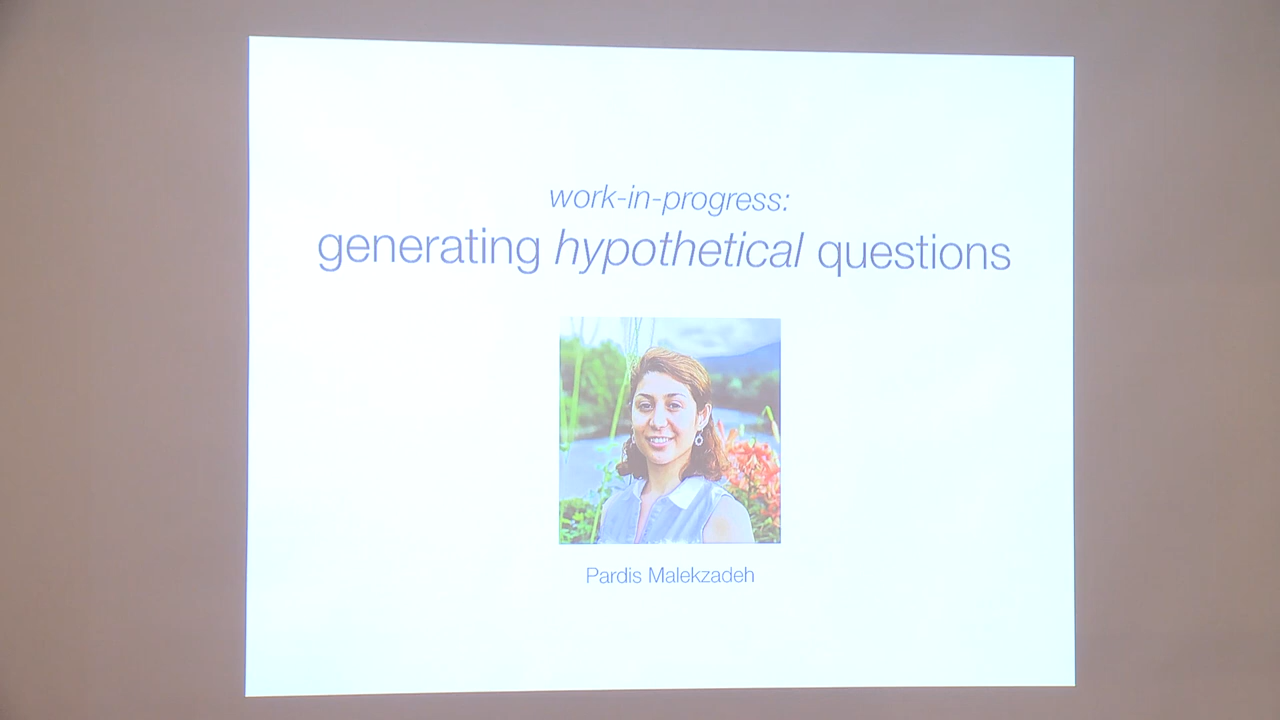 work-in-progress:
generating hypothetical questions
Pardis Malekzadeh